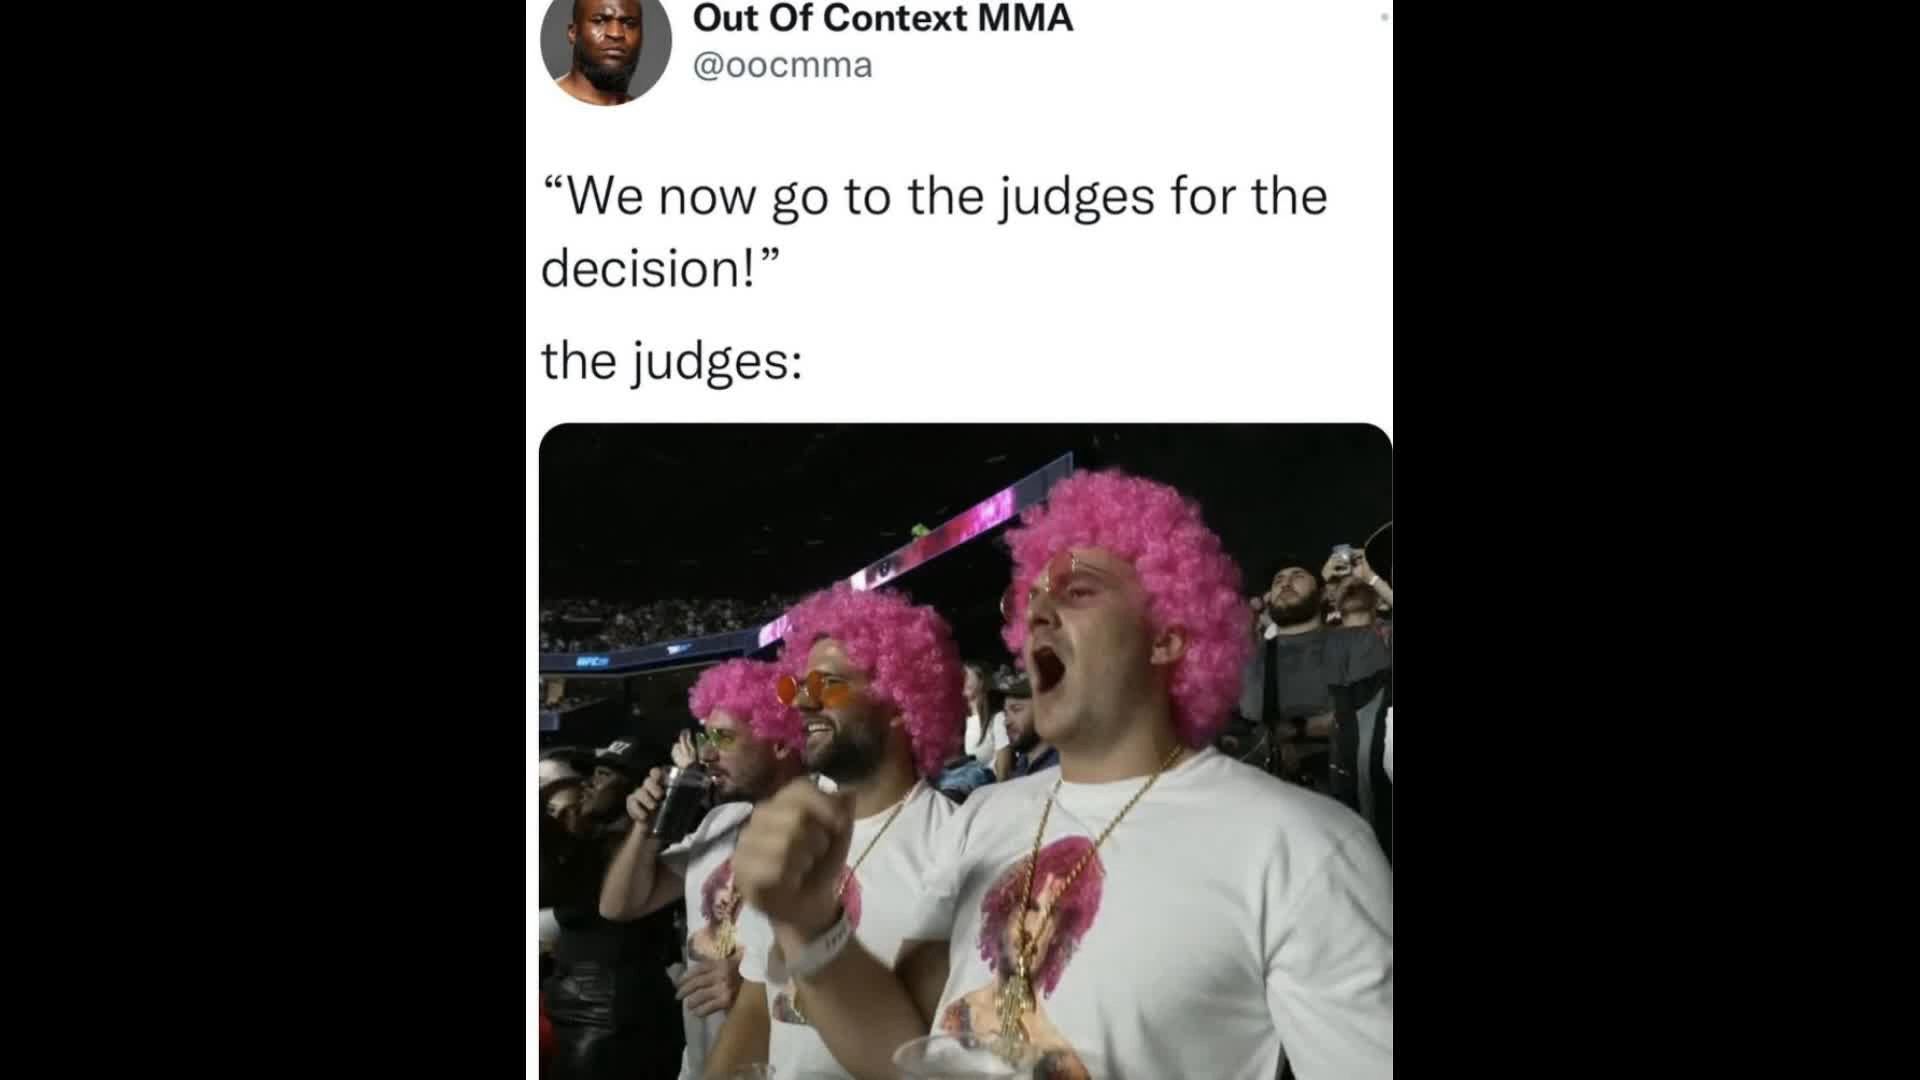 Out Of Context MMA
@oocmma
“We now go to the judges for the
decision!”
the judges: